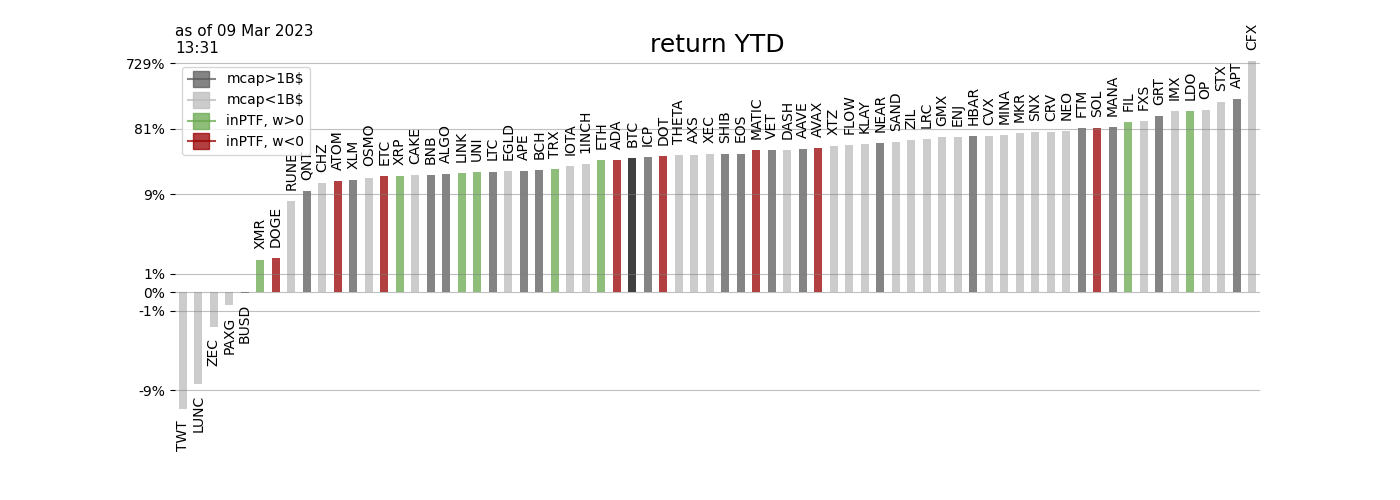 as of 09 Mar 2023
13:31
return YTD
729%
81%
9%
1%
0%
-1%
-9%
mcap>1B$
mcap<1B$
inPTF, w>0
inPTF, w<0
TWT
LUNC
ZEC
PAXG
BUSD
XMR
DOGE
RUNE
QNT
CHZ
ATOM
XLM
OSMO
ETC
XRP
CAKE
BNB
ALGO
LINK
UNI
LTC
EGLD
APE
BCH
TRX
IOTA
1INCH
ETH
ADA
BTC
ICP
DOT
THETA
AXS
XEC
SHIB
EOS
MATIC
VET
DASH
AAVE
AVAX
XTZ
FLOW
KLAY
NEAR
SAND
ZIL
LRC
GMX
ENJ
HBAR
CVX
MINA
MKR
SNX
CRV
NEO
FTM
SOL
MANA
FIL
FXS
GRT
IMX
LDO
OP
STX
APT
CFX